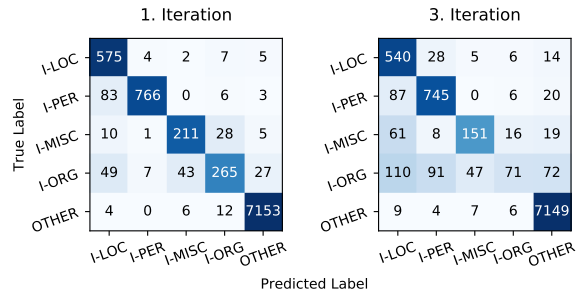 1. Iteration
3. Iteration
True Label
I-LOC 575 4 2 7 5
I-PER 83 766 0 6 3
I-MISC 10 1 211 28 5
I-ORG 49 7 43 265 27
OTHER 4 0 6 12 7153
I-LOC I-PER I-MISC I-ORG OTHER
I-LOC 540 28 5 6 14
I-PER 87 745 0 6 20
I-MISC 61 8 151 16 19
I-ORG 110 91 47 71 72
OTHER 9 4 7 6 7149
I-LOC I-PER I-MISC I-ORG OTHER
Predicted Label